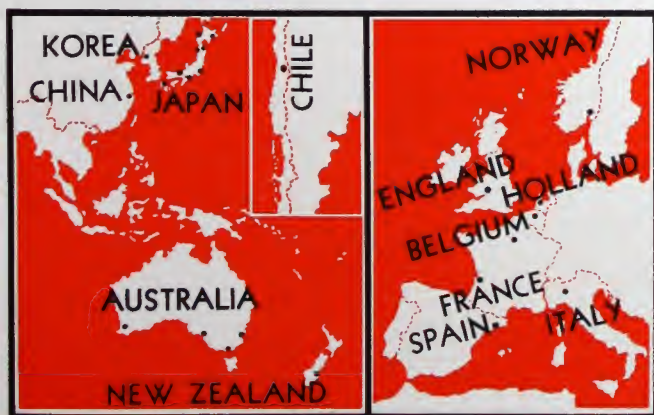 KOREA
CHINA
JAPAN
CHILE
AUSTRALIA
NEW ZEALAND
NORWAY
ENGLAND
HOLLAND
BELGIUM
FRANCE
SPAIN
ITALY